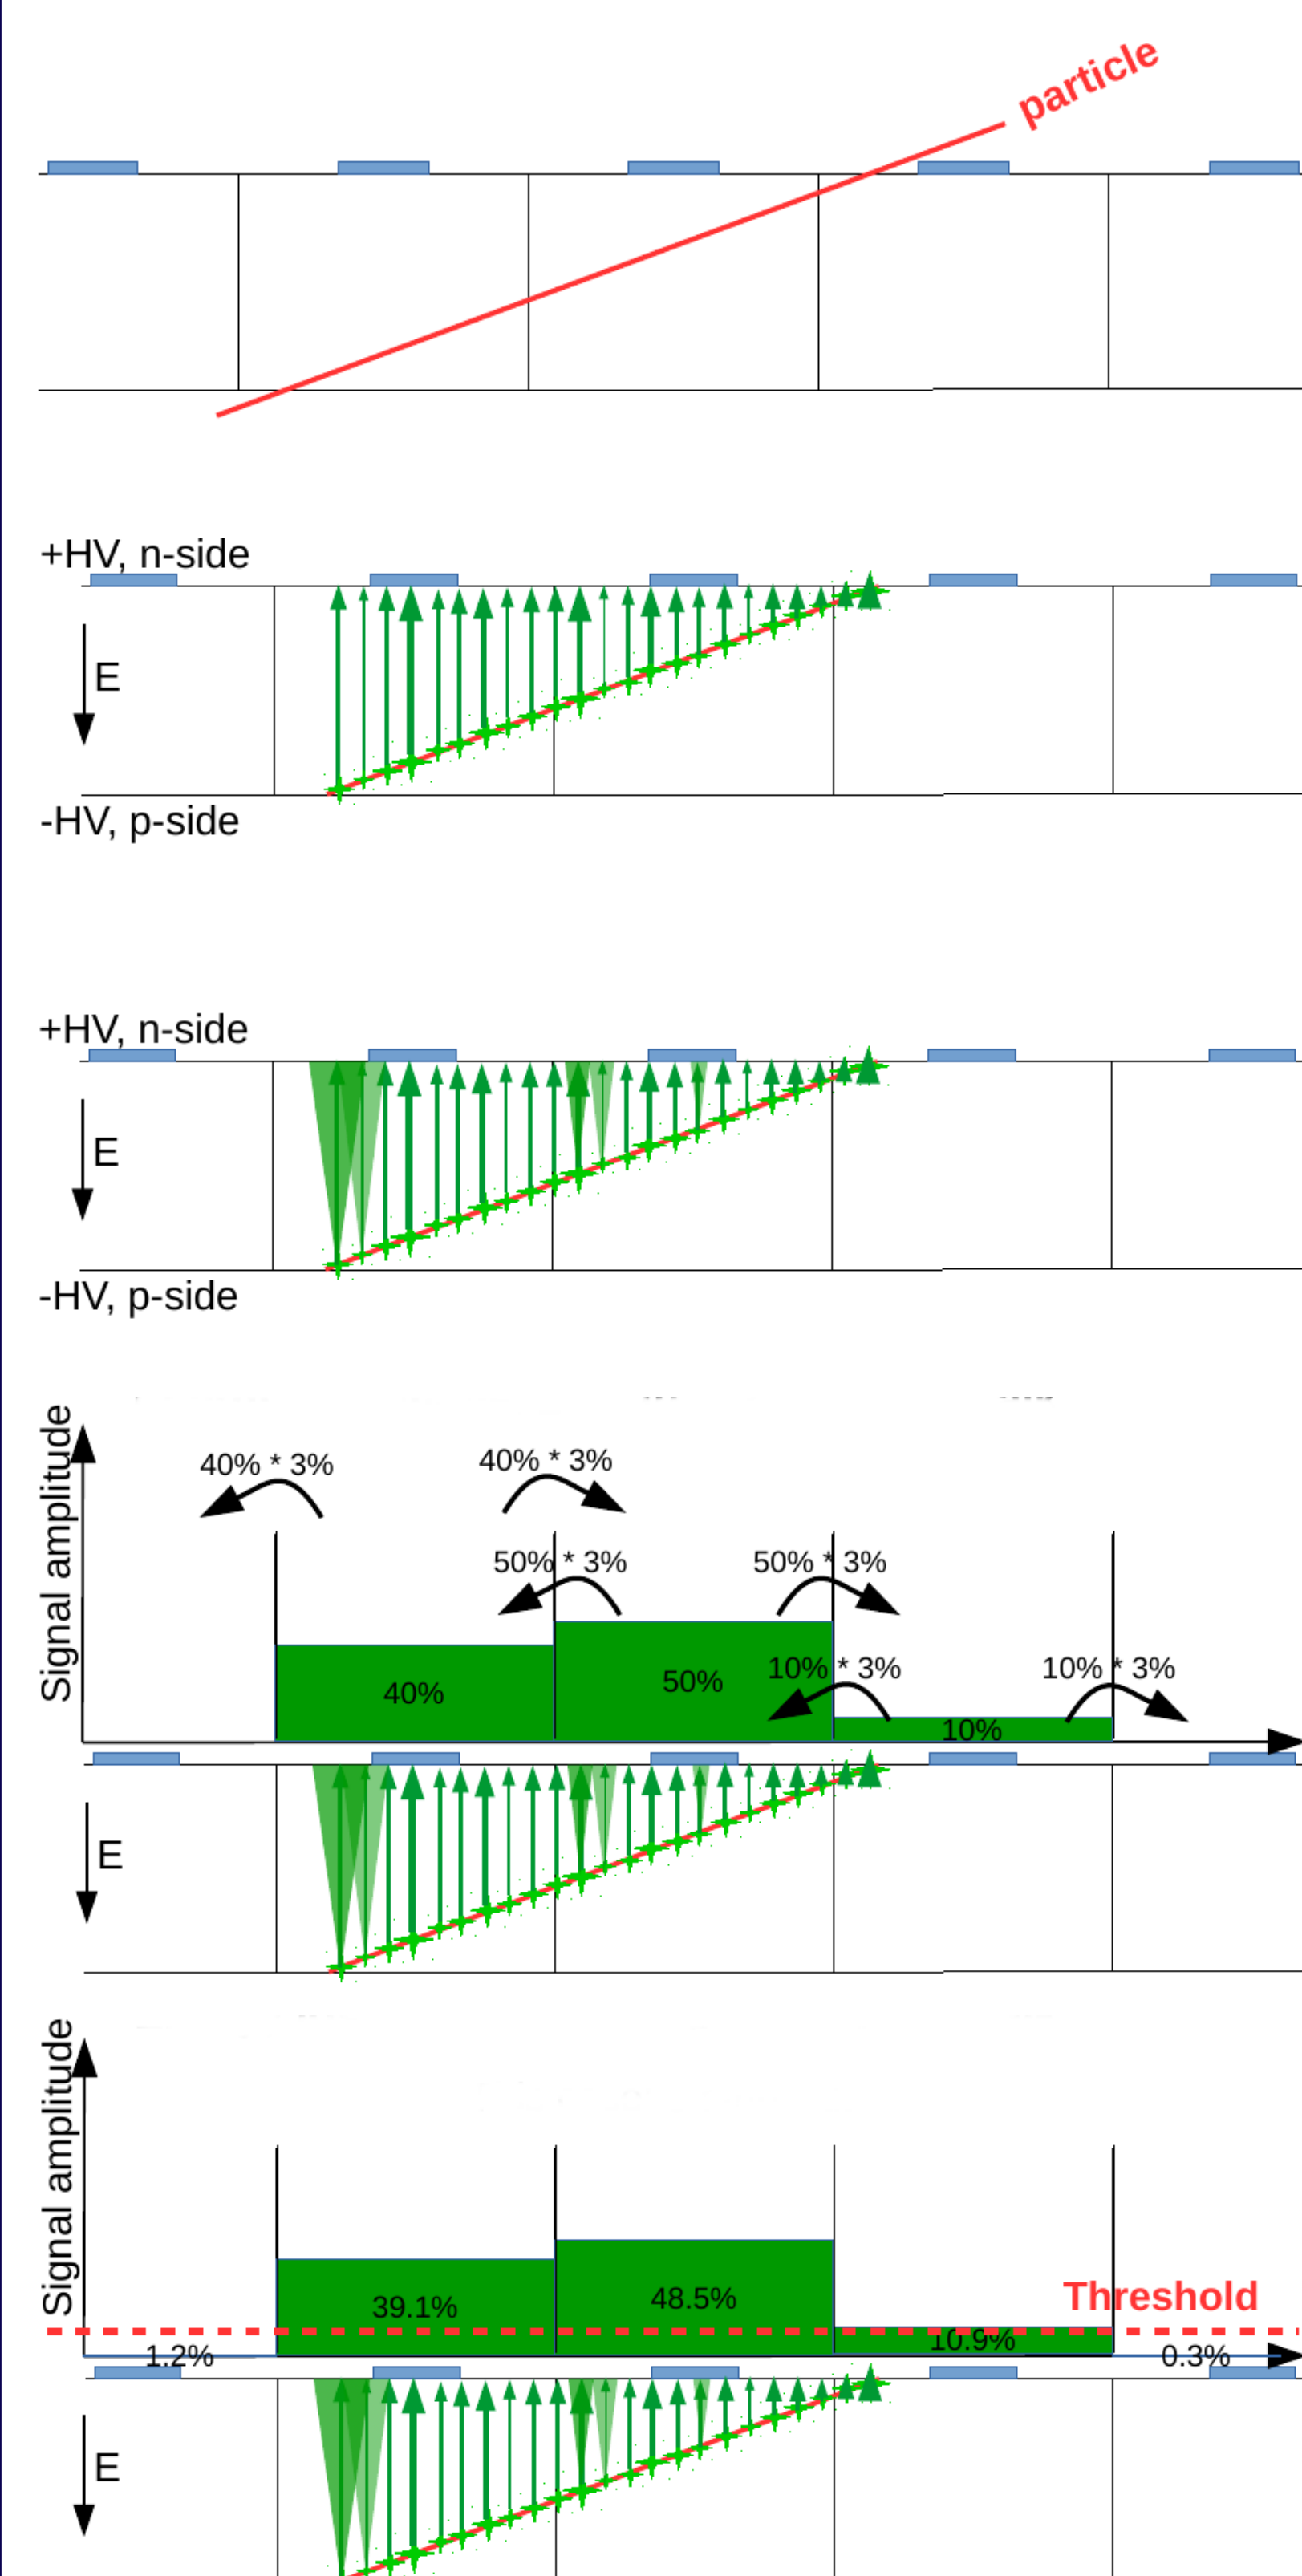 particle
+HV, n-side
E
-HV, p-side
+HV, n-side
E
-HV, p-side
Signal amplitude
40% * 3%
40% * 3%
50% * 3%
50% * 3%
10% * 3%
10% * 3%
40%
50%
10%
E
Signal amplitude
Threshold
39.1%
48.5%
10.9%
1.2%
0.3%
E